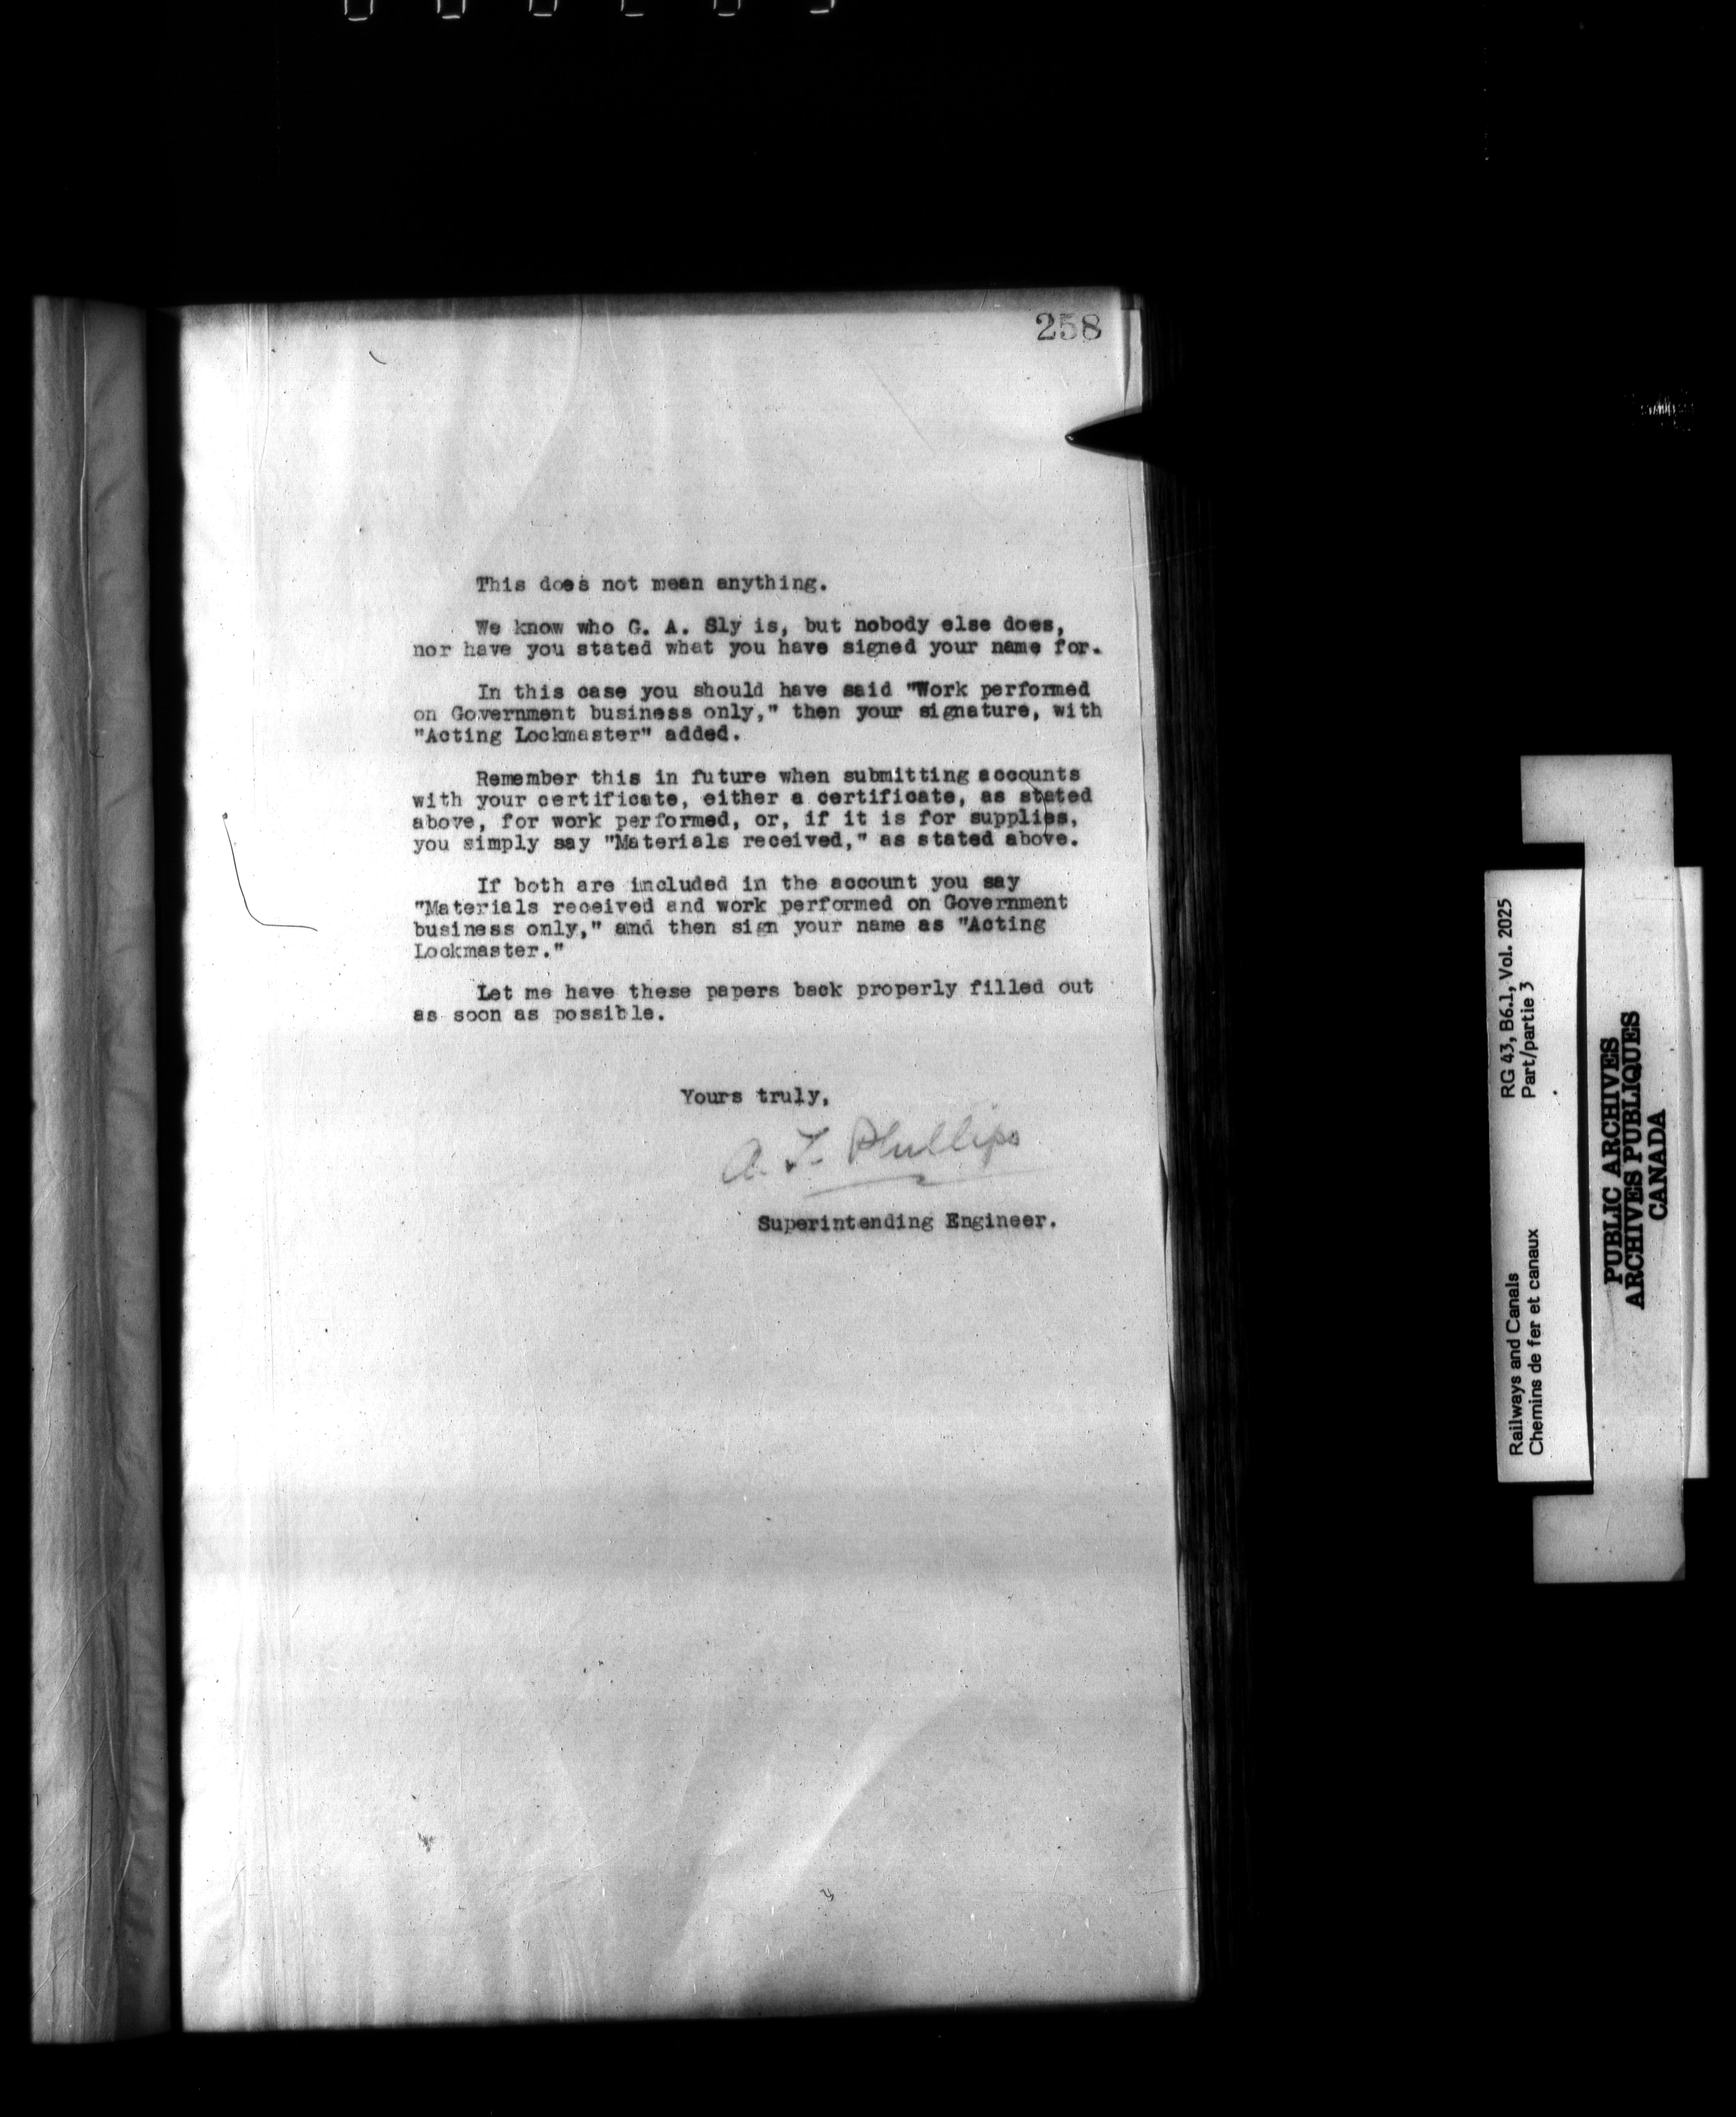 258
This does not mean anything.
We know who G. A. Sly is, but nobody else does,
nor have you stated what you have signed your name for.
In this case you should have said "Work performed
on Government business only," then your signature, with
"Acting Lockmaster" added.
Remember this in future when submitting accounts
with your certificate, either a certificate, as stated
above, for work performed, or, if it is for supplies,
you simply say "Materials received," as stated above.
If both are included in the account you say
"Materials received and work performed on Government
business only," and then sign your name as "Acting
Lockmaster."
Let me have these papers back properly filled out
as soon as possible.
Yours truly,
A. T. Phillips
Superintending Engineer.
Railways and Canals
Chemins de fer et canaux
RG 43, B6.1, Vol. 2025
Part/partie 3
PUBLIC ARCHIVES
ARCHIVES PUBLIQUES
CANADA